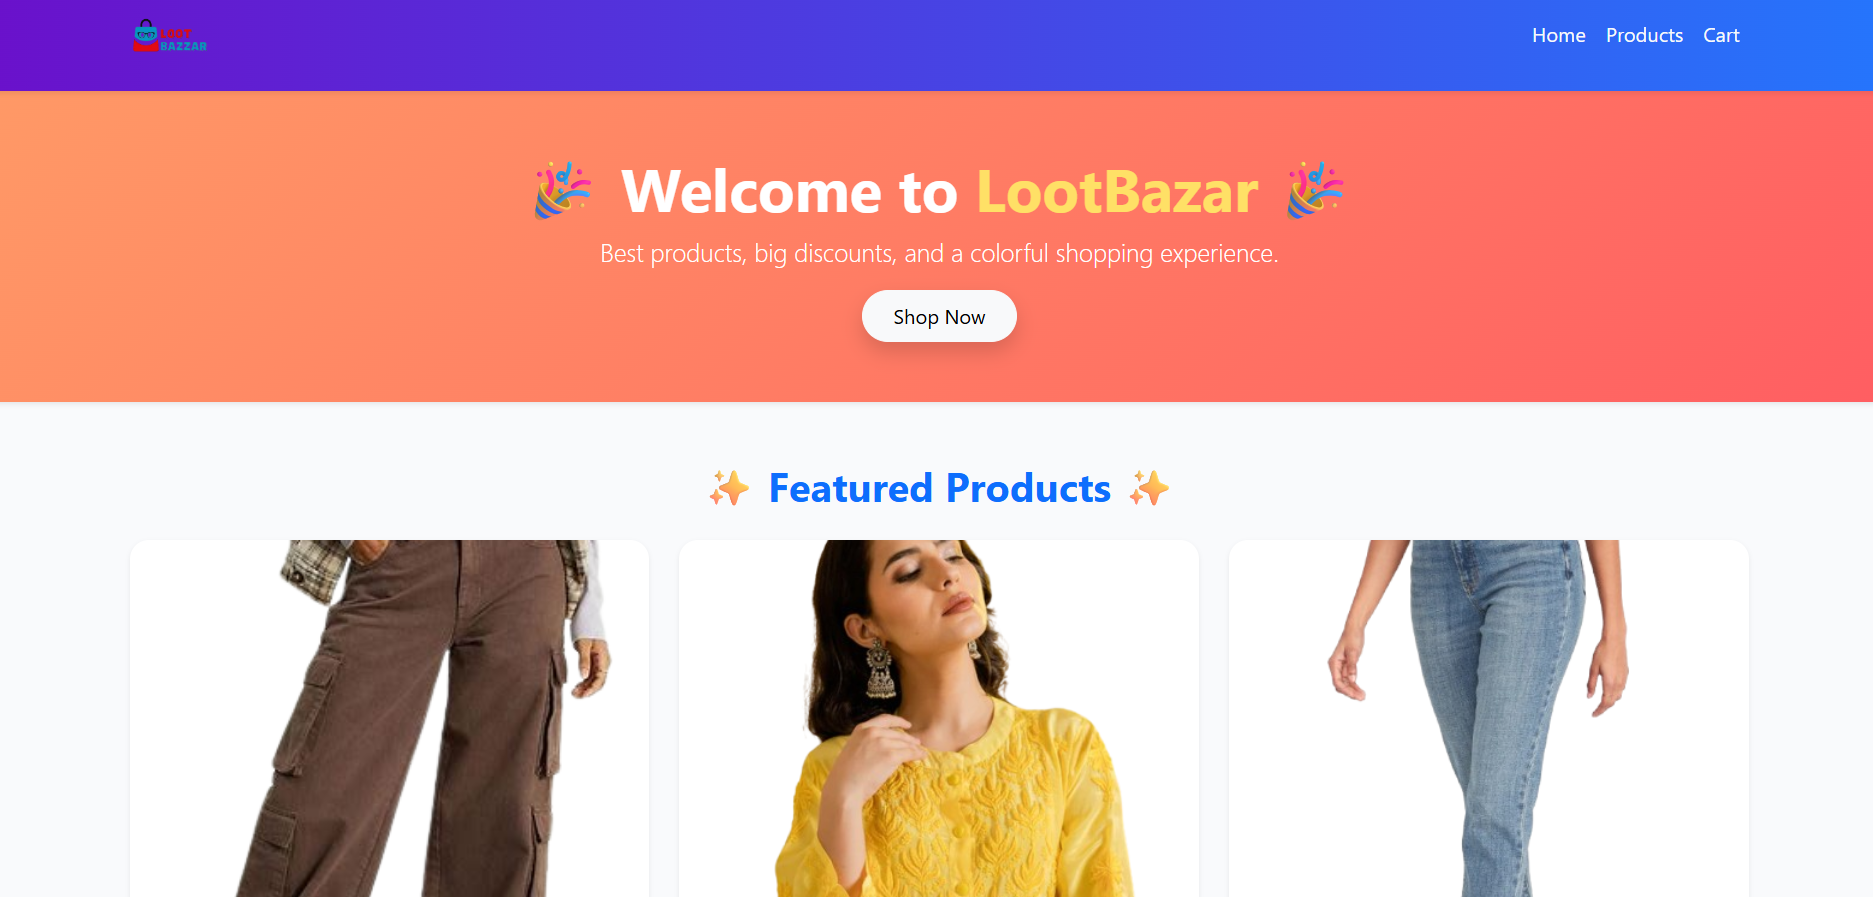 LOOT
BAZZAR
Home Products Cart
🎉 Welcome to LootBazar 🎉
Best products, big discounts, and a colorful shopping experience.
Shop Now
✨ Featured Products ✨